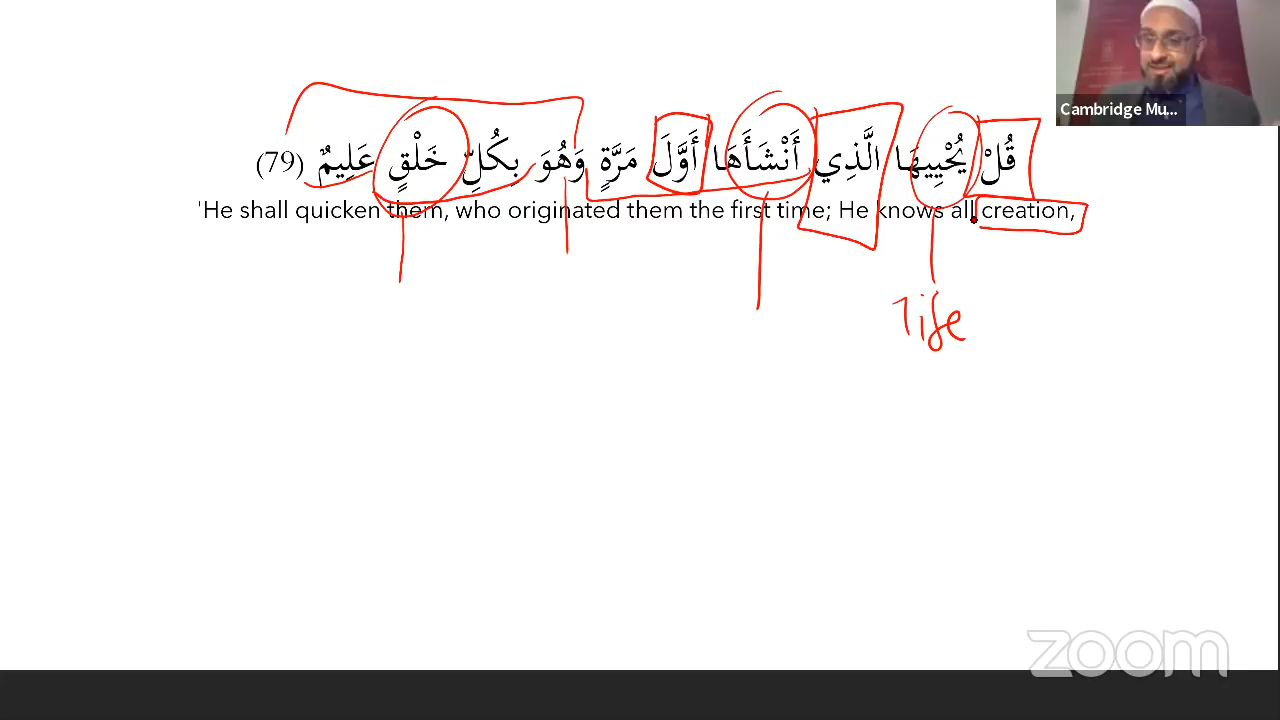 Cambridge Mu...
قُلْ يُحْيِيهَا الَّذِي أَنْشَأَهَا أَوَّلَ مَرَّةٍ وَهُوَ بِكُلِّ خَلْقٍ عَلِيمٌ (79)
'He shall quicken them, who originated them the first time; He knows all creation,
life
zoom